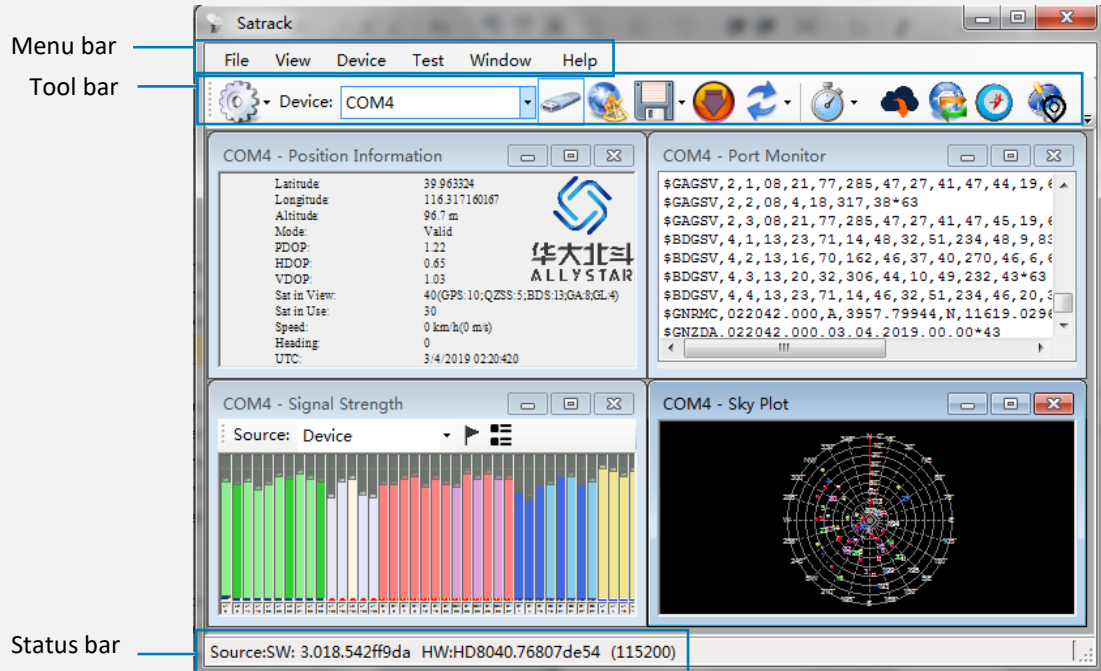 Satrack
Menu bar
File View Device Test Window Help
Tool bar
Device: COM4
COM4 - Position Information
Latitude: 39.963324
Longitude: 116.317160167
Altitude: 96.7 m
Mode: Valid
PDOP: 1.22
HDOP: 0.65
VDOP: 1.03
Sat in View: 40(GPS:10;QZSS:5;BDS:13;GA:8;GL:4)
Sat in Use: 30
Speed: 0 km/h(0 m/s)
Heading: 0
UTC: 3/4/2019 02:20:420
华大北斗
ALLYSTAR
COM4 - Port Monitor
$GAGSV,2,1,08,21,77,285,47,27,41,47,44,19,6
$GAGSV,2,2,08,4,18,317,38*63
$GAGSV,2,3,08,21,77,285,47,27,41,47,45,19,6
$BDGSV,4,1,13,23,71,14,48,32,51,234,48,9,83
$BDGSV,4,2,13,16,70,162,46,37,40,270,46,6,6
$BDGSV,4,3,13,20,32,306,44,10,49,232,43*63
$BDGSV,4,4,13,23,71,14,46,32,51,234,46,20,3
$GNRMC,022042.000,A,3957.79944,N,11619.0296
$GNZDA,022042.000,03,04,2019,00,00*43
COM4 - Signal Strength
Source: Device
COM4 - Sky Plot
Status bar
Source:SW: 3.018.542ff9da HW:HD8040.76807de54 (115200)